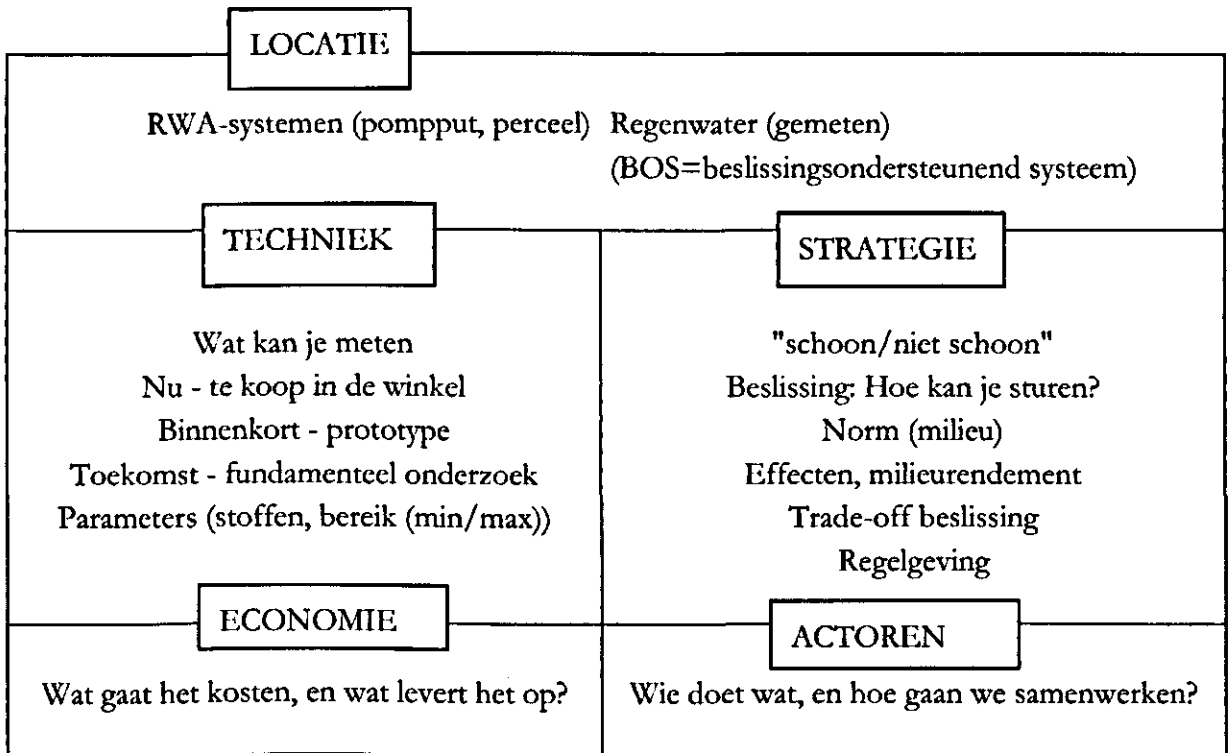 LOCATIE
RWA-systemen (pompput, perceel) Regenwater (gemeten)
(BOS=beslissingsondersteunend systeem)
TECHNIEK
Wat kan je meten
Nu - te koop in de winkel
Binnenkort - prototype
Toekomst - fundamenteel onderzoek
Parameters (stoffen, bereik (min/max))
STRATEGIE
"schoon/niet schoon"
Beslissing: Hoe kan je sturen?
Norm (milieu)
Effecten, milieurendement
Trade-off beslissing
Regelgeving
ECONOMIE
Wat gaat het kosten, en wat levert het op?
ACTOREN
Wie doet wat, en hoe gaan we samenwerken?